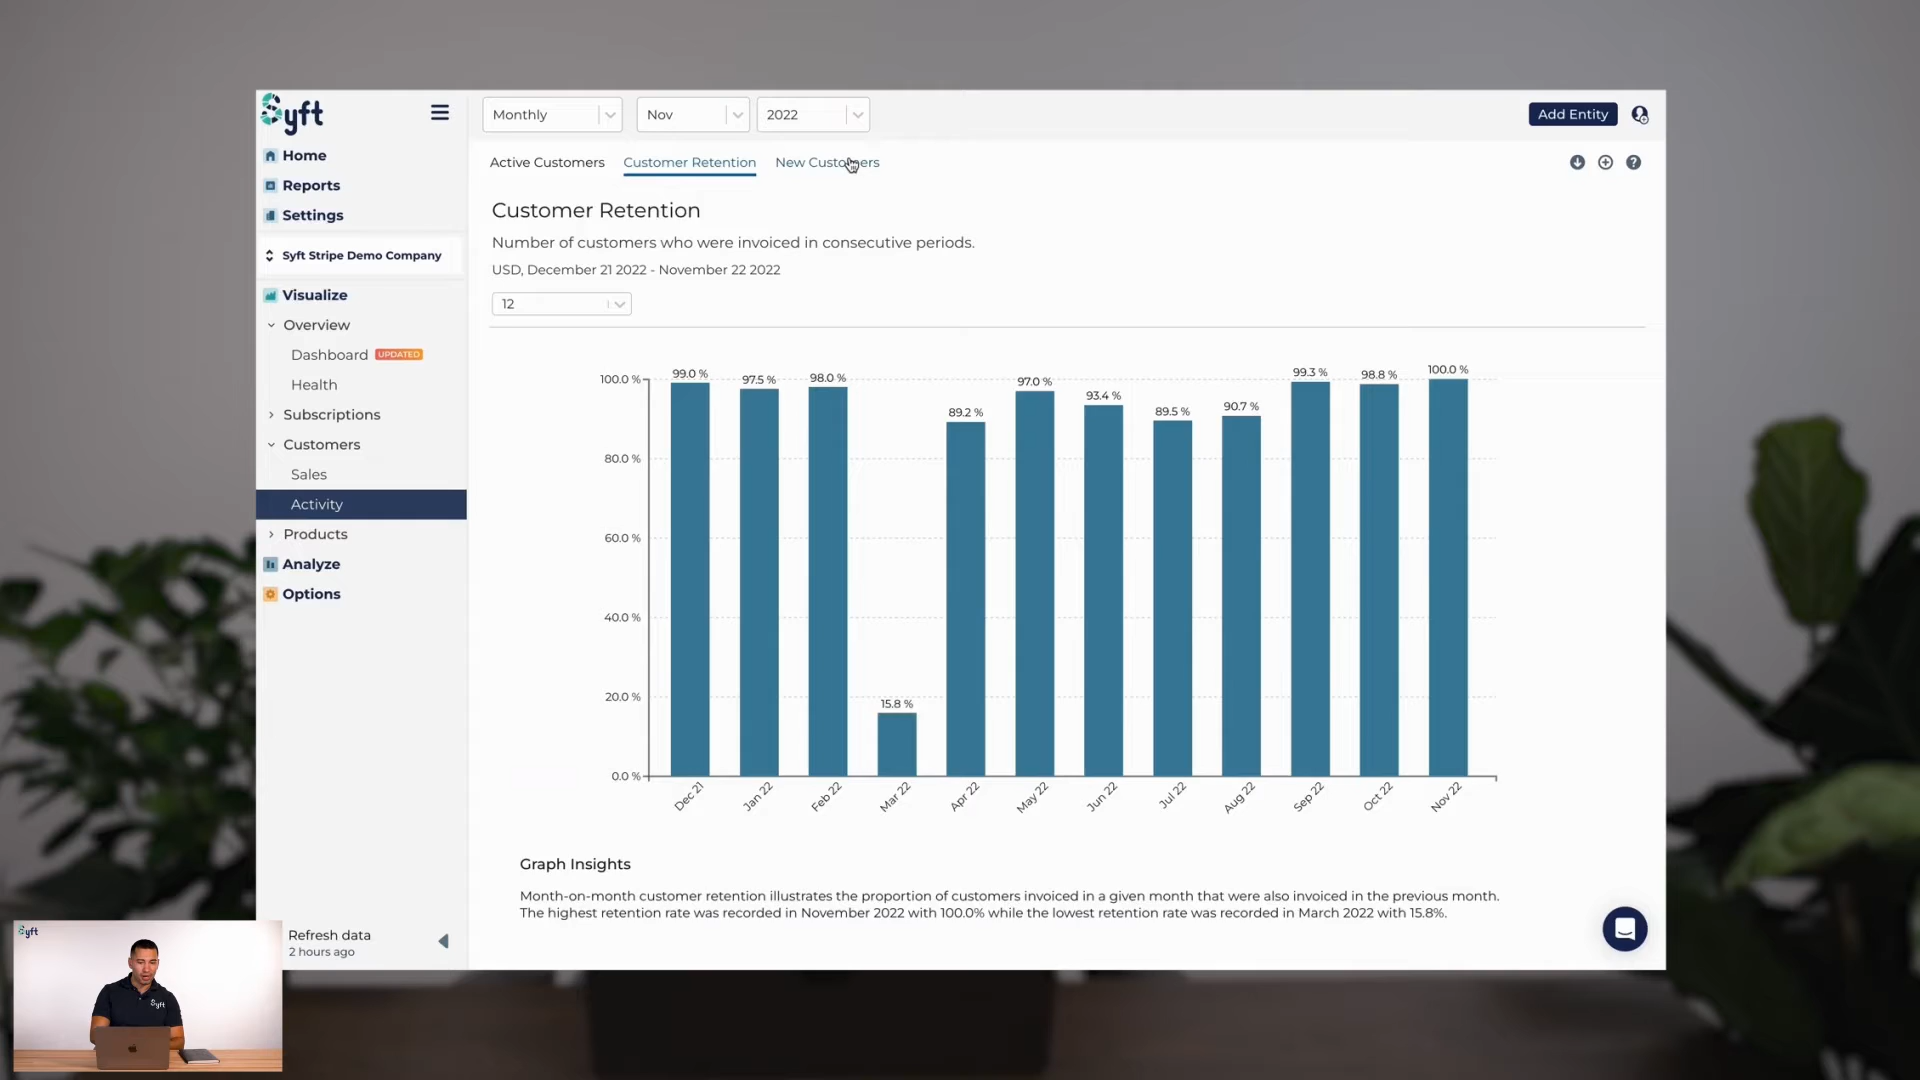 Syft
Monthly
Nov
2022
Add Entity
Home
Reports
Settings
Syft Stripe Demo Company
Visualize
Overview
Dashboard UPDATED
Health
Subscriptions
Customers
Sales
Activity
Products
Analyze
Options
Refresh data
2 hours ago
Active Customers Customer Retention New Customers
Customer Retention
Number of customers who were invoiced in consecutive periods.
USD, December 21 2022 - November 22 2022
12
100.0 %
80.0 %
60.0 %
40.0 %
20.0 %
0.0 %
99.0 % 97.5 % 98.0 % 15.8 % 89.2 % 97.0 % 93.4 % 89.5 % 90.7 % 99.3 % 98.8 % 100.0 %
Dec 21 Jan 22 Feb 22 Mar 22 Apr 22 May 22 Jun 22 Jul 22 Aug 22 Sep 22 Oct 22 Nov 22
Graph Insights
Month-on-month customer retention illustrates the proportion of customers invoiced in a given month that were also invoiced in the previous month.
The highest retention rate was recorded in November 2022 with 100.0% while the lowest retention rate was recorded in March 2022 with 15.8%.
Syft
Syft